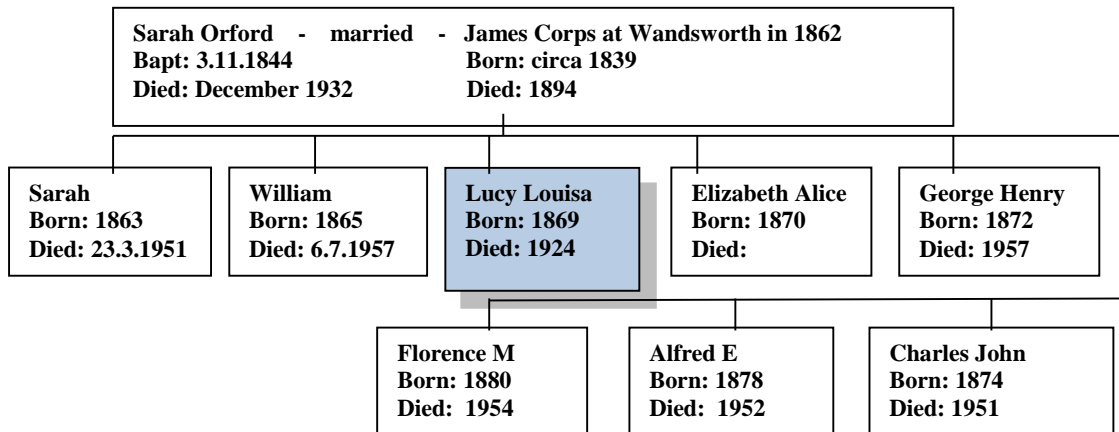 Sarah Orford - married - James Corps at Wandsworth in 1862
Bapt: 3.11.1844 Born: circa 1839
Died: December 1932 Died: 1894
Sarah
Born: 1863
Died: 23.3.1951
William
Born: 1865
Died: 6.7.1957
Lucy Louisa
Born: 1869
Died: 1924
Elizabeth Alice
Born: 1870
Died:
George Henry
Born: 1872
Died: 1957
Florence M
Born: 1880
Died: 1954
Alfred E
Born: 1878
Died: 1952
Charles John
Born: 1874
Died: 1951